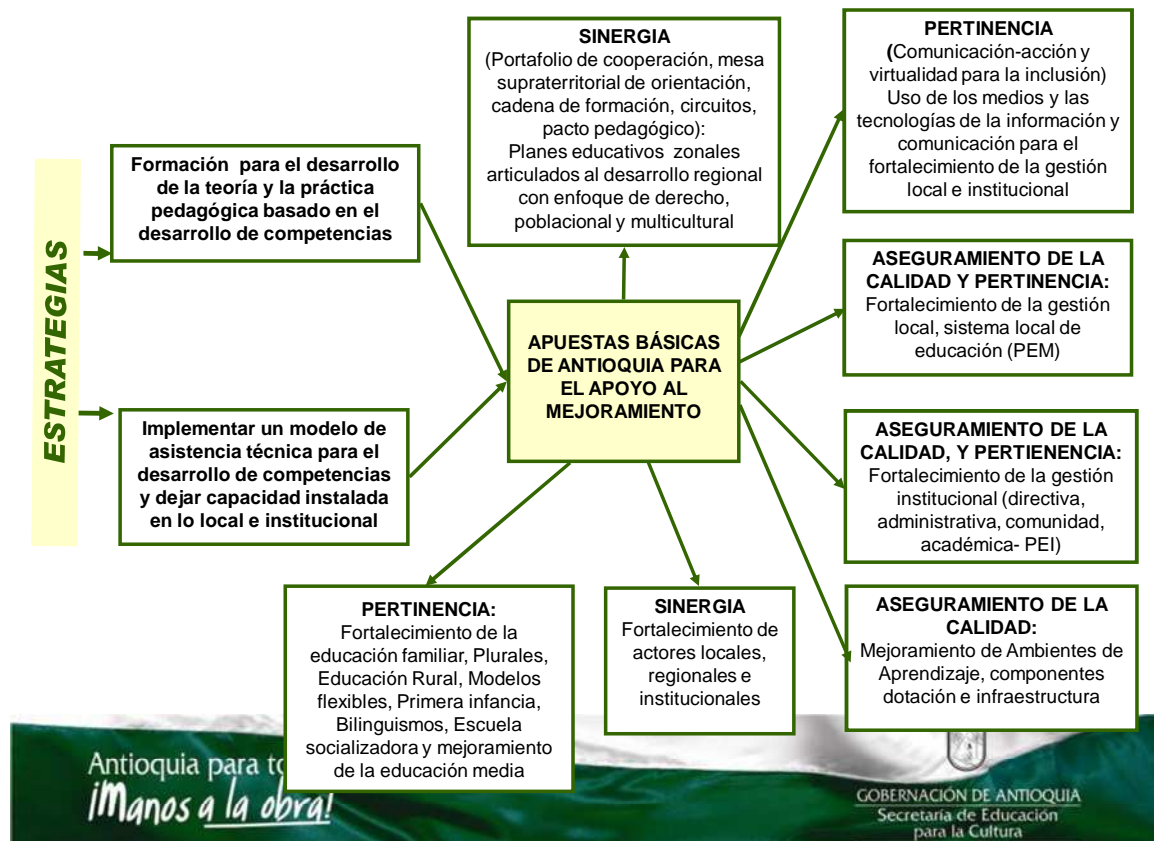 ESTRATEGIAS
Formación para el desarrollo
de la teoría y la práctica
pedagógica basado en el
desarrollo de competencias
Implementar un modelo de
asistencia técnica para el
desarrollo de competencias
y dejar capacidad instalada
en lo local e institucional
SINERGIA
(Portafolio de cooperación, mesa
supraterritorial de orientación,
cadena de formación, circuitos,
pacto pedagógico):
Planes educativos zonales
articulados al desarrollo regional
con enfoque de derecho,
poblacional y multicultural
APUESTAS BÁSICAS
DE ANTIOQUIA PARA
EL APOYO AL
MEJORAMIENTO
PERTINENCIA
(Comunicación-acción y
virtualidad para la inclusión)
Uso de los medios y las
tecnologías de la información y
comunicación para el
fortalecimiento de la gestión
local e institucional
ASEGURAMIENTO DE LA
CALIDAD Y PERTINENCIA:
Fortalecimiento de la gestión
local, sistema local de
educación (PEM)
ASEGURAMIENTO DE LA
CALIDAD, Y PERTIENENCIA:
Fortalecimiento de la gestión
institucional (directiva,
administrativa, comunidad,
académica- PEI)
ASEGURAMIENTO DE LA
CALIDAD:
Mejoramiento de Ambientes de
Aprendizaje, componentes
dotación e infraestructura
PERTINENCIA:
Fortalecimiento de la
educación familiar, Plurales,
Educación Rural, Modelos
flexibles, Primera infancia,
Bilinguismos, Escuela
socializadora y mejoramiento
de la educación media
SINERGIA
Fortalecimiento de
actores locales,
regionales e
institucionales
Antioquia para
¡Manos a la obra!
GOBERNACIÓN DE ANTIOQUIA
Secretaría de Educación
para la Cultura